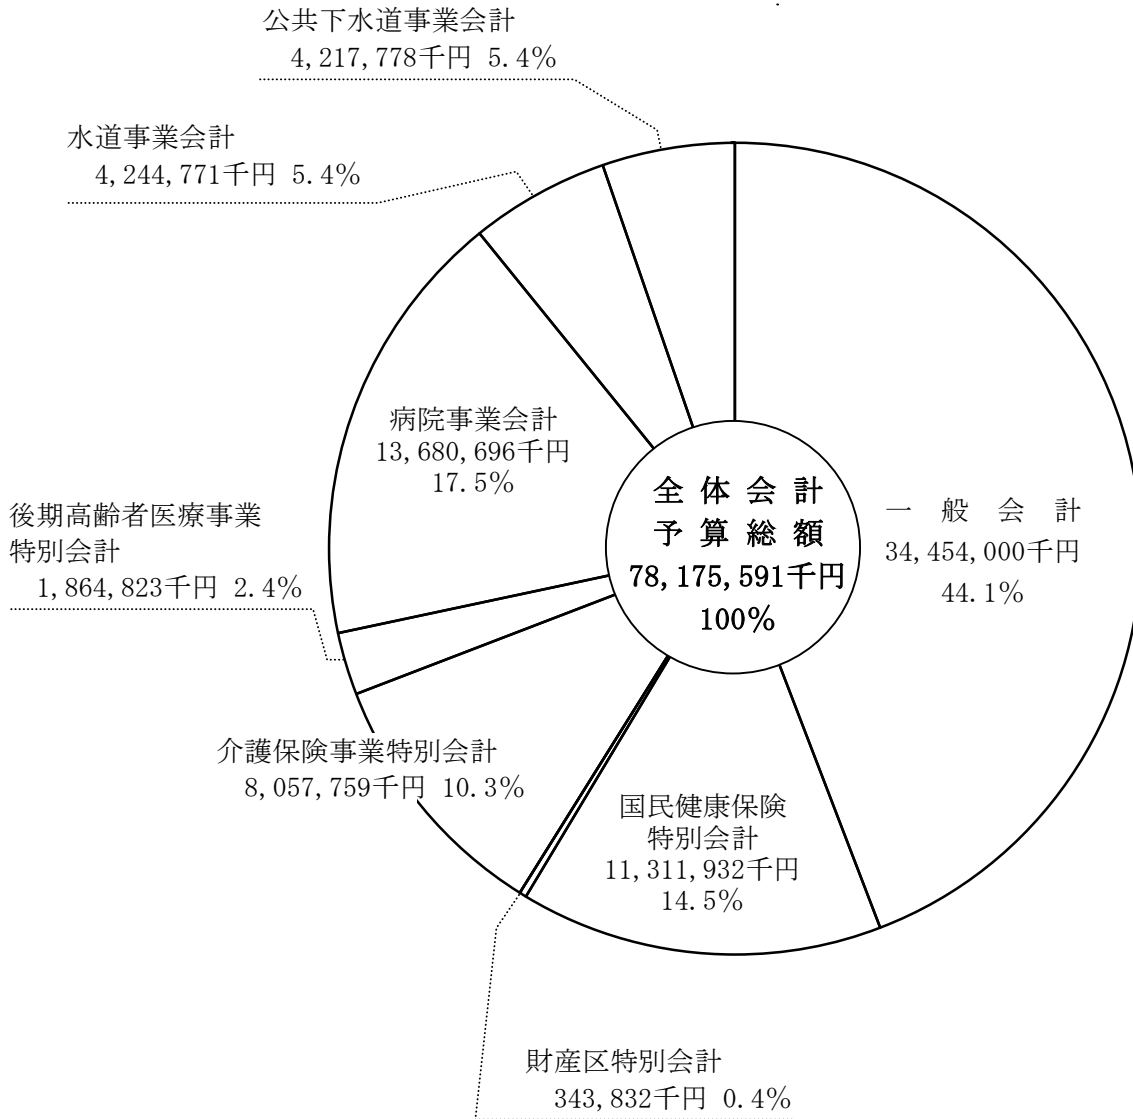 公共下水道事業会計
4,217,778千円 5.4%
水道事業会計
4,244,771千円 5.4%
病院事業会計
13,680,696千円
17.5%
後期高齢者医療事業
特別会計
1,864,823千円 2.4%
全体会計
予算総額
78,175,591千円
100%
一般会計
34,454,000千円
44.1%
介護保険事業特別会計
8,057,759千円 10.3%
国民健康保険
特別会計
11,311,932千円
14.5%
財産区特別会計
343,832千円 0.4%